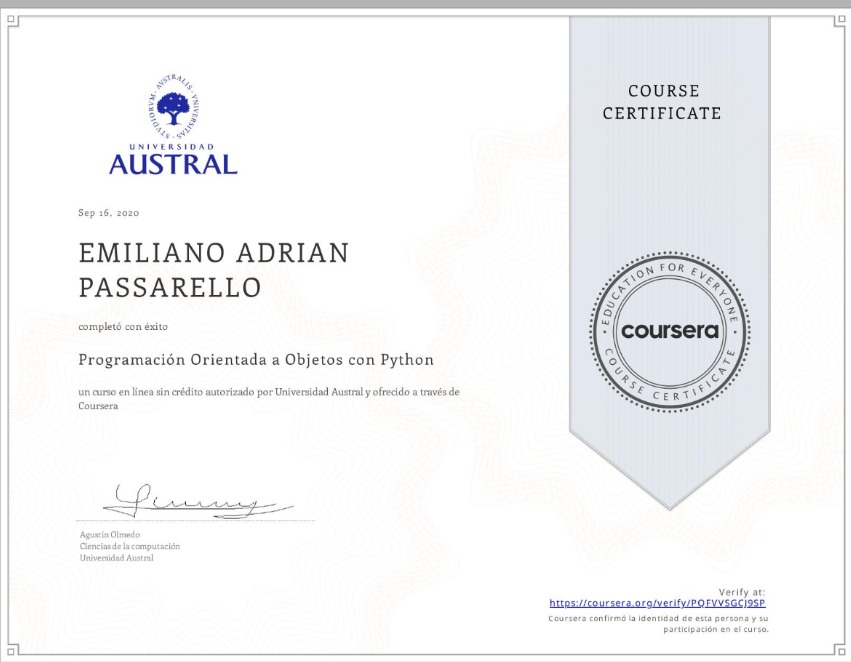 STVDIORVM · VNIVERSITAS · AVSTRALIS ·
UNIVERSIDAD
AUSTRAL
Sep 16, 2020
EMILIANO ADRIAN
PASSARELLO
completó con éxito
Programación Orientada a Objetos con Python
un curso en línea sin crédito autorizado por Universidad Austral y ofrecido a través de
Coursera
Agustín Olmedo
Ciencias de la computación
Universidad Austral
COURSE
CERTIFICATE
EDUCATION FOR EVERYONE
coursera
COURSE CERTIFICATE
Verify at:
https://coursera.org/verify/PQFVVSGCJ9SP
Coursera confirmó la identidad de esta persona y su
participación en el curso.